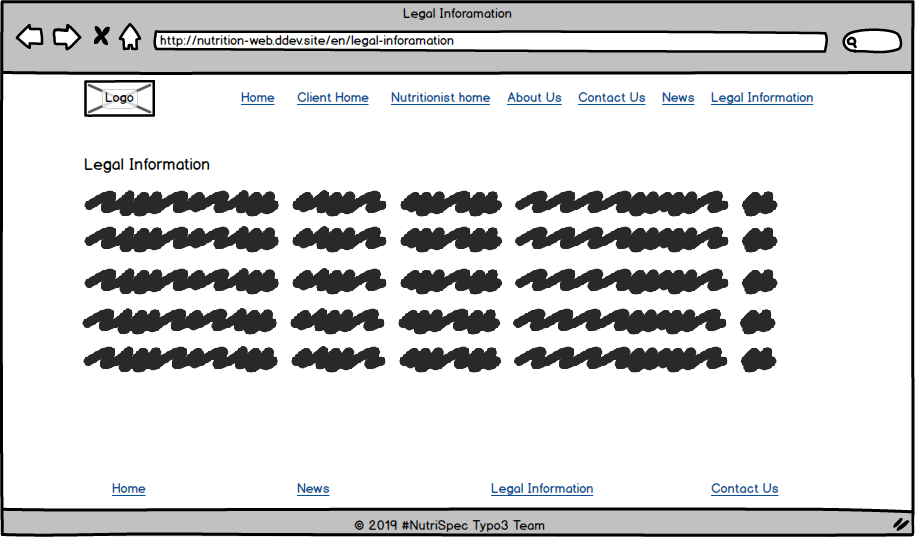 Legal Inforamation
http://nutrition-web.ddev.site/en/legal-inforamation
Logo Home Client Home Nutritionist home About Us Contact Us News Legal Information
Legal Information
Home News Legal Information Contact Us
© 2019 #NutriSpec Typo3 Team